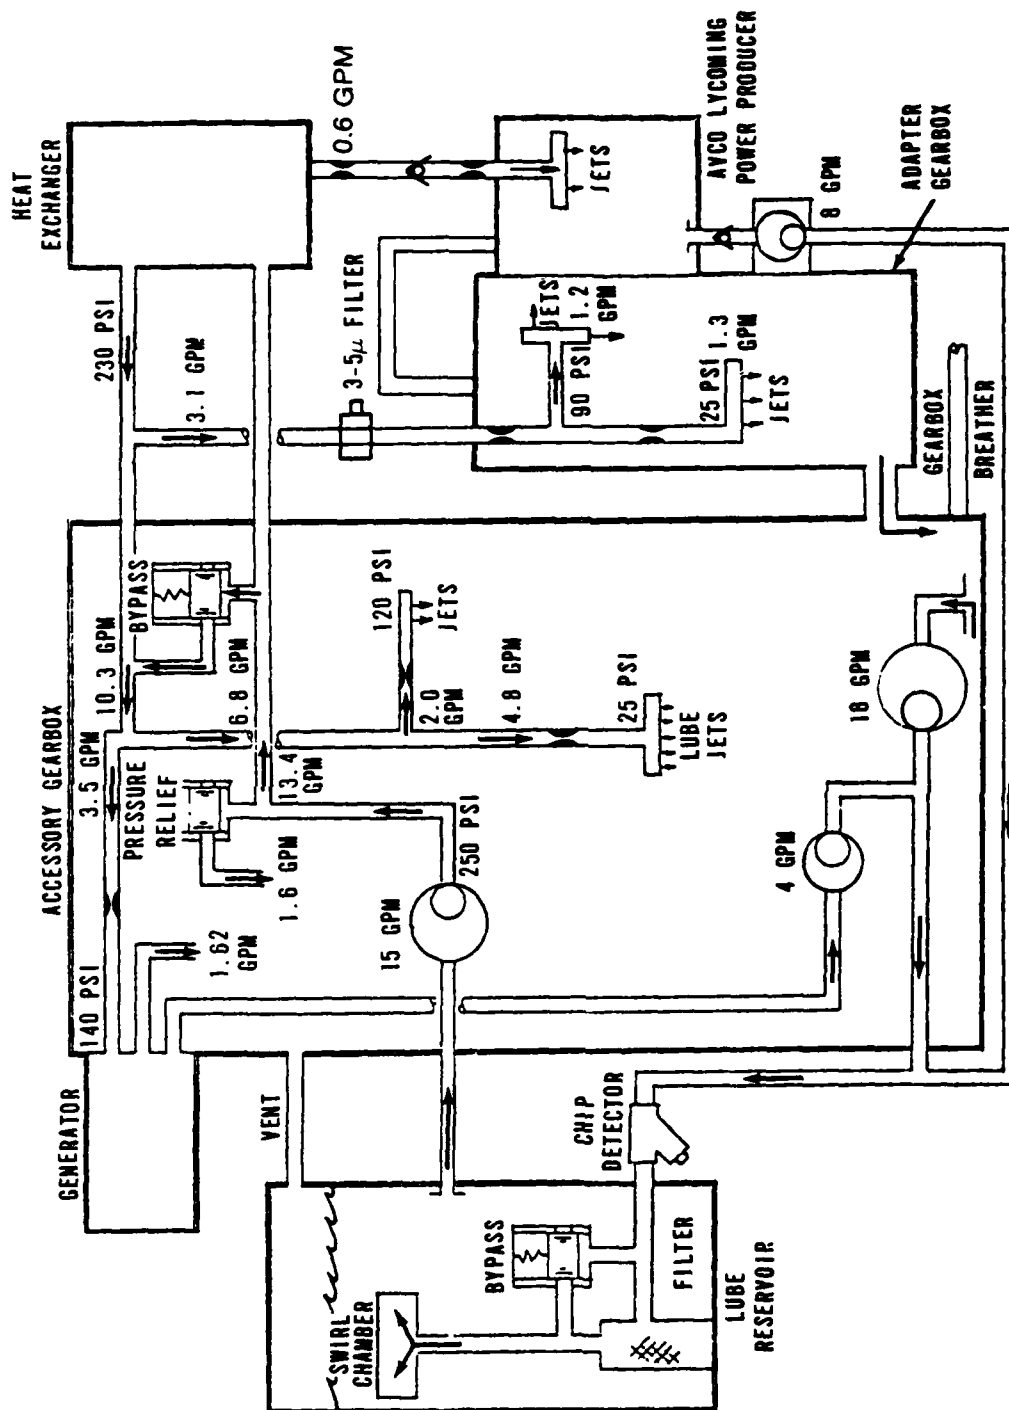 HEAT
EXCHANGER
0.6 GPM
JETS
AVCO LYCOMING
POWER PRODUCER
8 GPM
ADAPTER
GEARBOX
230 PSI
3.1 GPM
3-5μ FILTER
JETS
1.2
GPM
90 PSI
25 PSI
1.3
GPM
JETS
GEARBOX
BREATHER
ACCESSORY GEARBOX
10.3 GPM
BYPASS
6.8 GPM
3.5 GPM
PRESSURE
RELIEF
13.4
GPM
1.6 GPM
120 PSI
JETS
2.0
GPM
4.8 GPM
25 PSI
LUBE
JETS
18 GPM
4 GPM
15 GPM
250 PSI
140 PSI
1.62
GPM
GENERATOR
VENT
CHIP
DETECTOR
SWIRL
CHAMBER
BYPASS
FILTER
LUBE
RESERVOIR